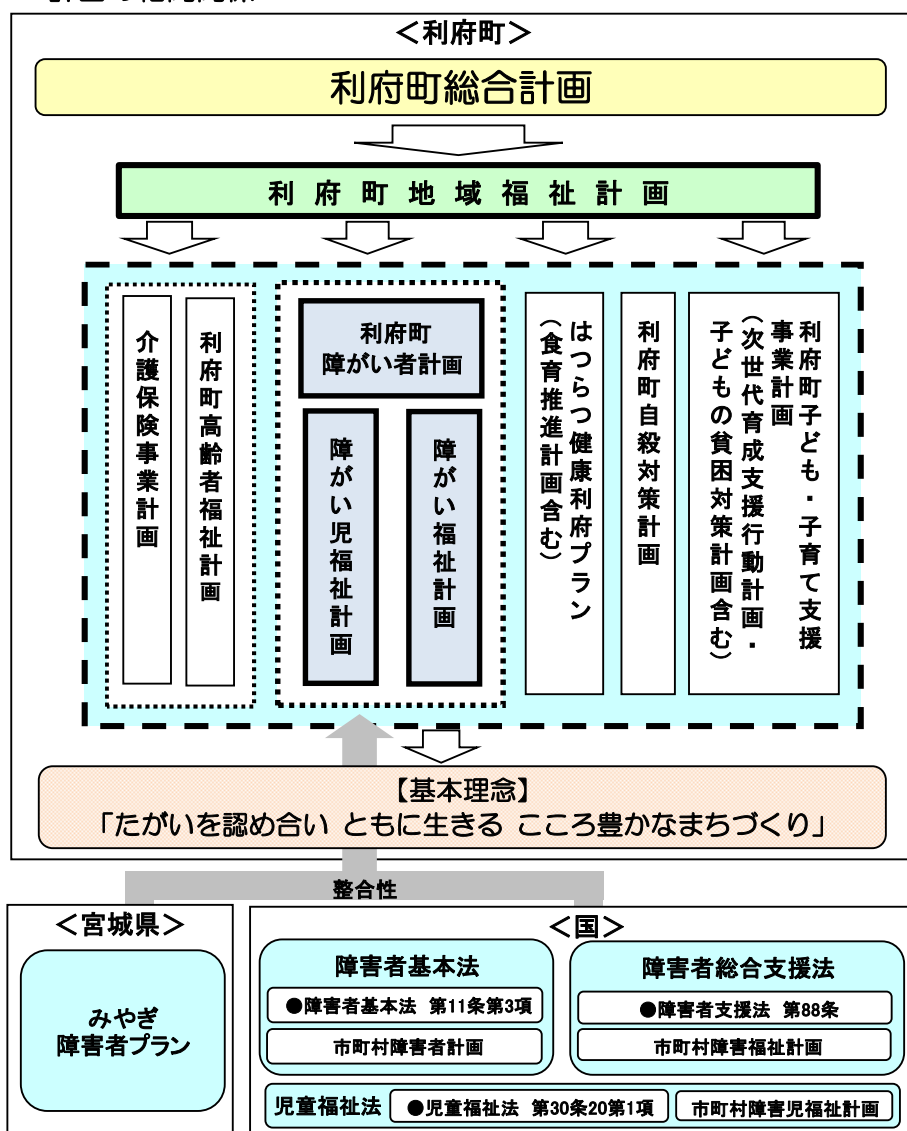 ＜利府町＞
利府町総合計画
利府町地域福祉計画
介護保険事業計画
利府町高齢者福祉計画
利府町
障がい者計画
障がい児福祉計画
障がい福祉計画
はつらつ健康利府プラン
（食育推進計画含む）
利府町自殺対策計画
利府町子ども・子育て支援
事業計画
（次世代育成支援行動計画・
子どもの貧困対策計画含む）
【基本理念】
「たがいを認め合い ともに生きる こころ豊かなまちづくり」
整合性
＜宮城県＞
みやぎ
障害者プラン
＜国＞
障害者基本法
●障害者基本法 第11条第3項
市町村障害者計画
障害者総合支援法
●障害者支援法 第88条
市町村障害福祉計画
児童福祉法
●児童福祉法 第30条20第1項
市町村障害児福祉計画